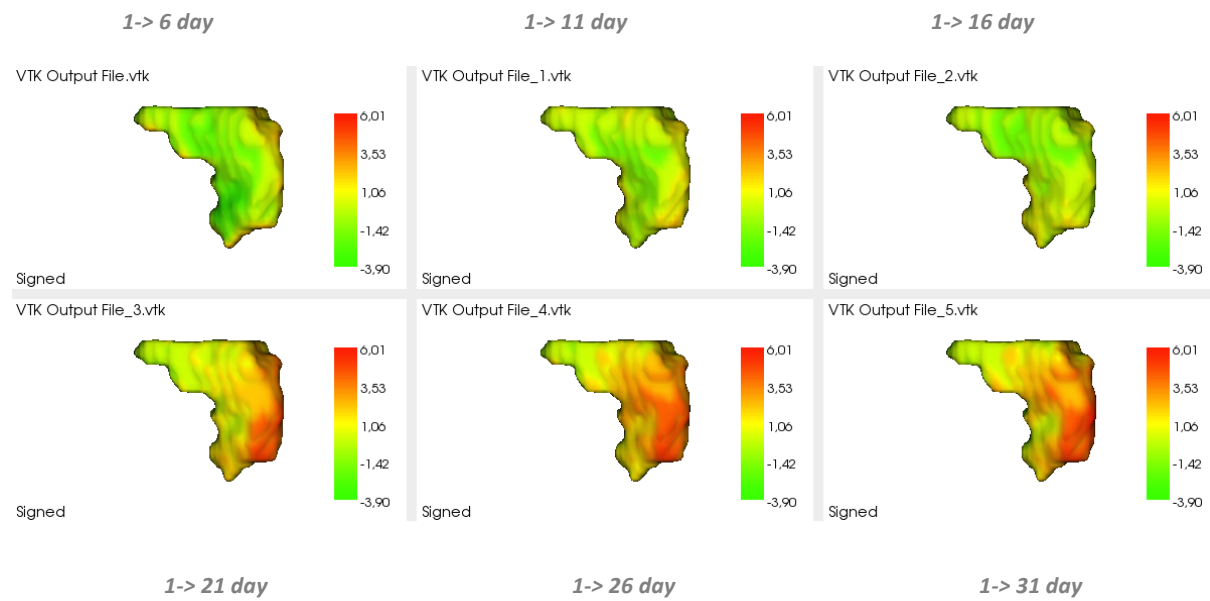 1-> 6 day
1-> 11 day
1-> 16 day
VTK Output File.vtk
6,01
3,53
1,06
-1,42
-3,90
Signed
VTK Output File_1.vtk
6,01
3,53
1,06
-1,42
-3,90
Signed
VTK Output File_2.vtk
6,01
3,53
1,06
-1,42
-3,90
Signed
VTK Output File_3.vtk
6,01
3,53
1,06
-1,42
-3,90
Signed
VTK Output File_4.vtk
6,01
3,53
1,06
-1,42
-3,90
Signed
VTK Output File_5.vtk
6,01
3,53
1,06
-1,42
-3,90
Signed
1-> 21 day
1-> 26 day
1-> 31 day